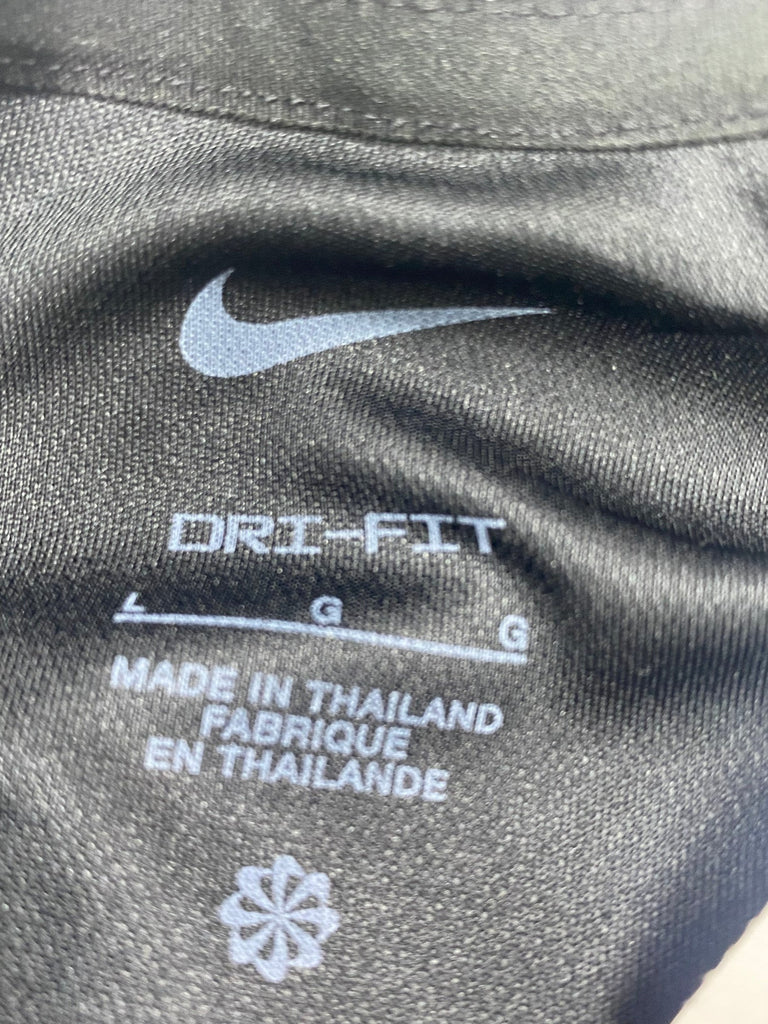 DRI-FIT
L G G
MADE IN THAILAND
FABRIQUE
EN THAILANDE